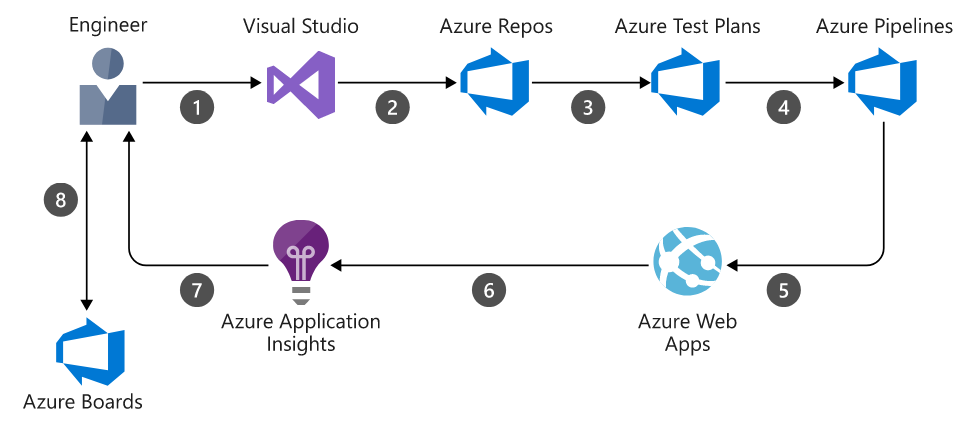 Engineer
Visual Studio
Azure Repos
Azure Test Plans
Azure Pipelines
1
2
3
4
8
7
6
5
Azure Application
Insights
Azure Web
Apps
Azure Boards